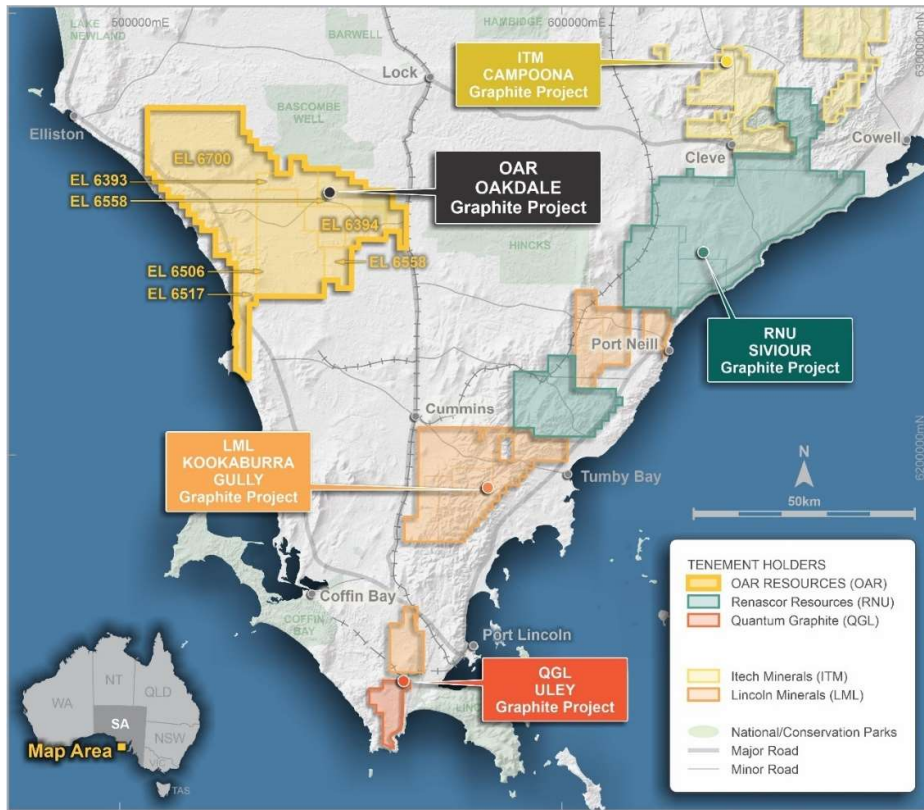 LAKE
NEWLAND
500000mE
BARWELL
HAMBIDGE
600000mE
Lock
ITM
CAMPOONA
Graphite Project
BASCOMBE
WELL
Elliston
Cowell
Cleve
EL 6700
EL 6393
EL 6558
OAR
OAKDALE
Graphite Project
EL 6394
EL 6558
HINCKS
EL 6506
EL 6517
RNU
SIVIOUR
Graphite Project
Port Neill
Cummins
LML
KOOKABURRA
GULLY
Graphite Project
Tumby Bay
6200000mN
N
50km
Coffin Bay
COFFIN
BAY
Port Lincoln
QGL
ULEY
Graphite Project
TENEMENT HOLDERS
OAR RESOURCES (OAR)
Renascor Resources (RNU)
Quantum Graphite (QGL)
Itech Minerals (ITM)
Lincoln Minerals (LML)
National/Conservation Parks
Major Road
Minor Road
NT
QLD
WA
SA
NSW
VIC
TAS
Map Area